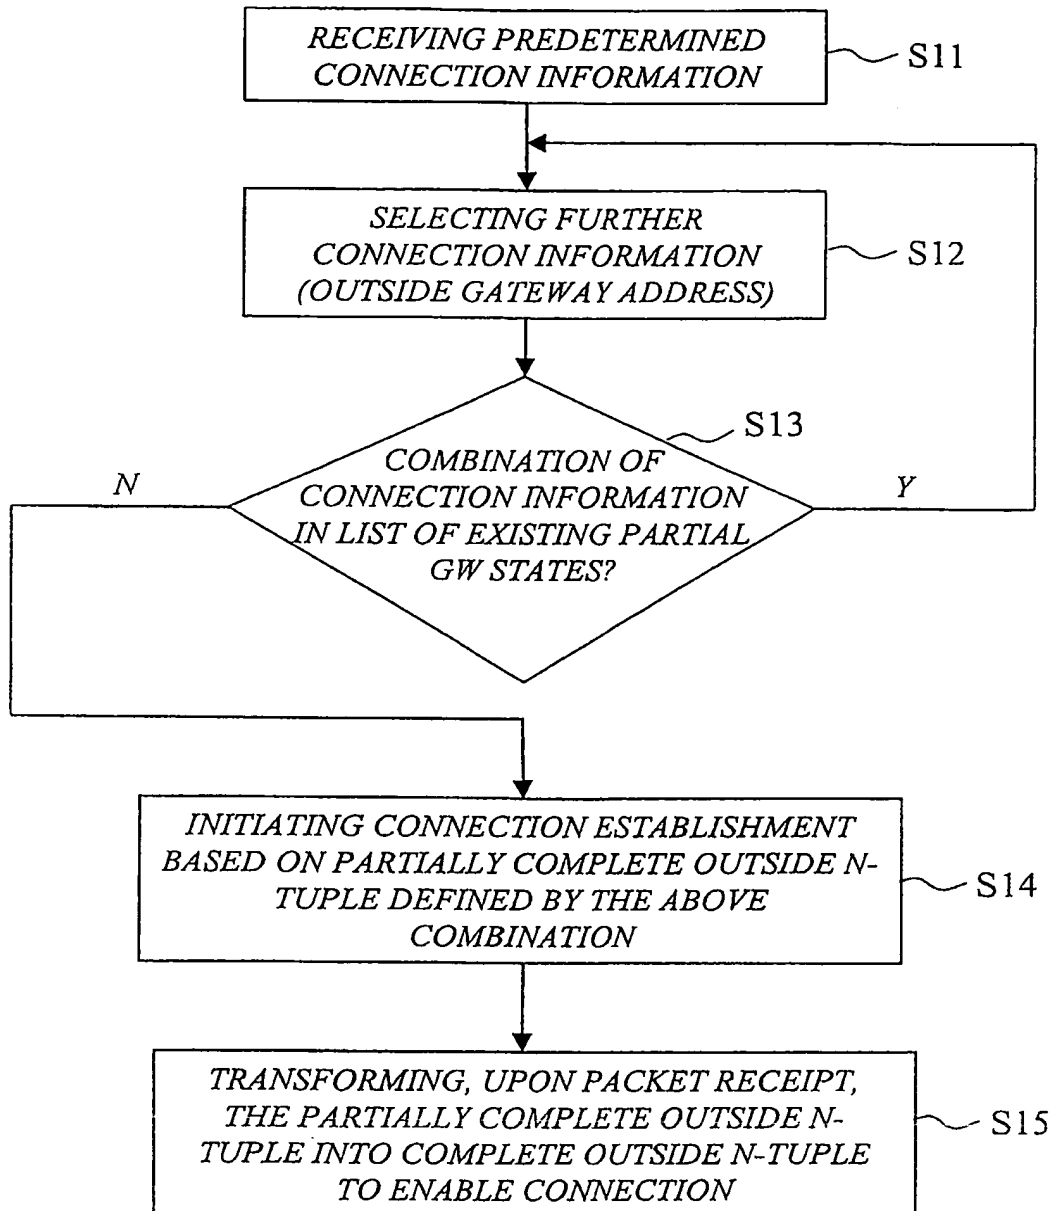 RECEIVING PREDETERMINED
CONNECTION INFORMATION
S11
SELECTING FURTHER
CONNECTION INFORMATION
(OUTSIDE GATEWAY ADDRESS)
S12
S13
COMBINATION OF
CONNECTION INFORMATION
IN LIST OF EXISTING PARTIAL
GW STATES?
N
Y
INITIATING CONNECTION ESTABLISHMENT
BASED ON PARTIALLY COMPLETE OUTSIDE N-
TUPLE DEFINED BY THE ABOVE
COMBINATION
S14
TRANSFORMING, UPON PACKET RECEIPT,
THE PARTIALLY COMPLETE OUTSIDE N-
TUPLE INTO COMPLETE OUTSIDE N-TUPLE
TO ENABLE CONNECTION
S15